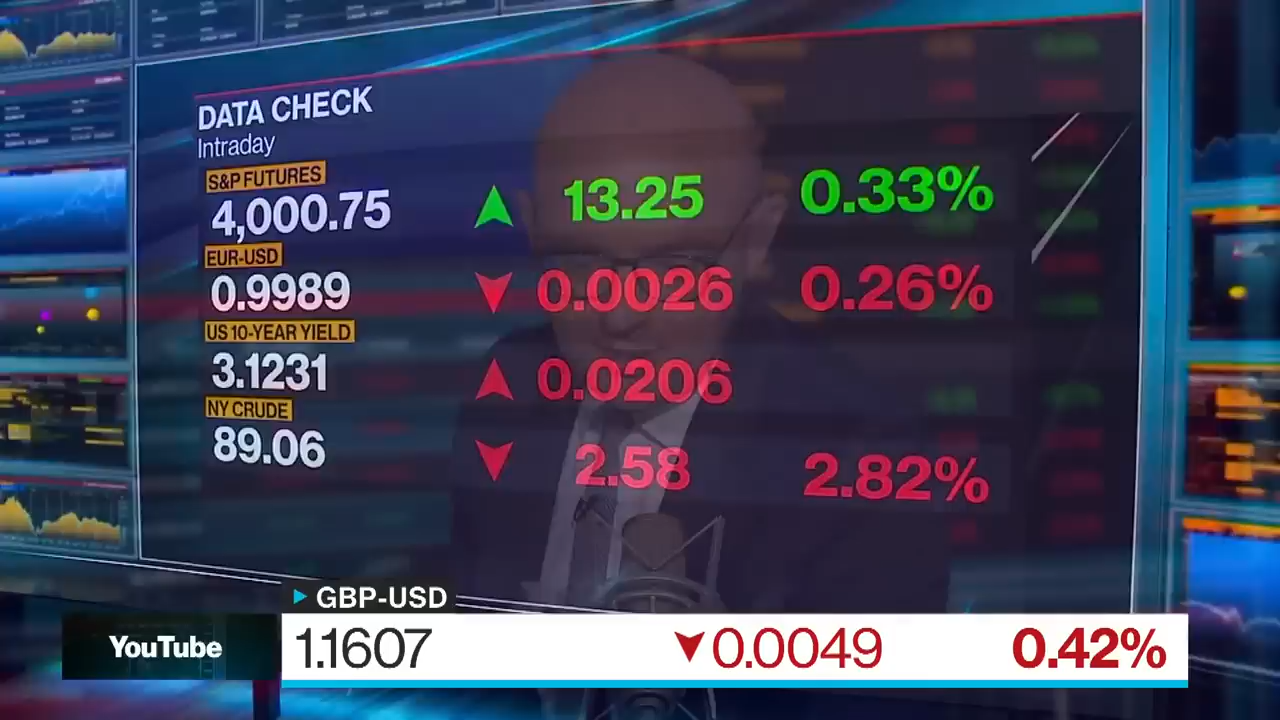 DATA CHECK
Intraday
S&P FUTURES
4,000.75 ▲ 13.25 0.33%
EUR-USD
0.9989 ▼ 0.0026 0.26%
US 10-YEAR YIELD
3.1231 ▲ 0.0206
NY CRUDE
89.06 ▼ 2.58 2.82%
GBP-USD
YouTube 1.1607 ▼0.0049 0.42%